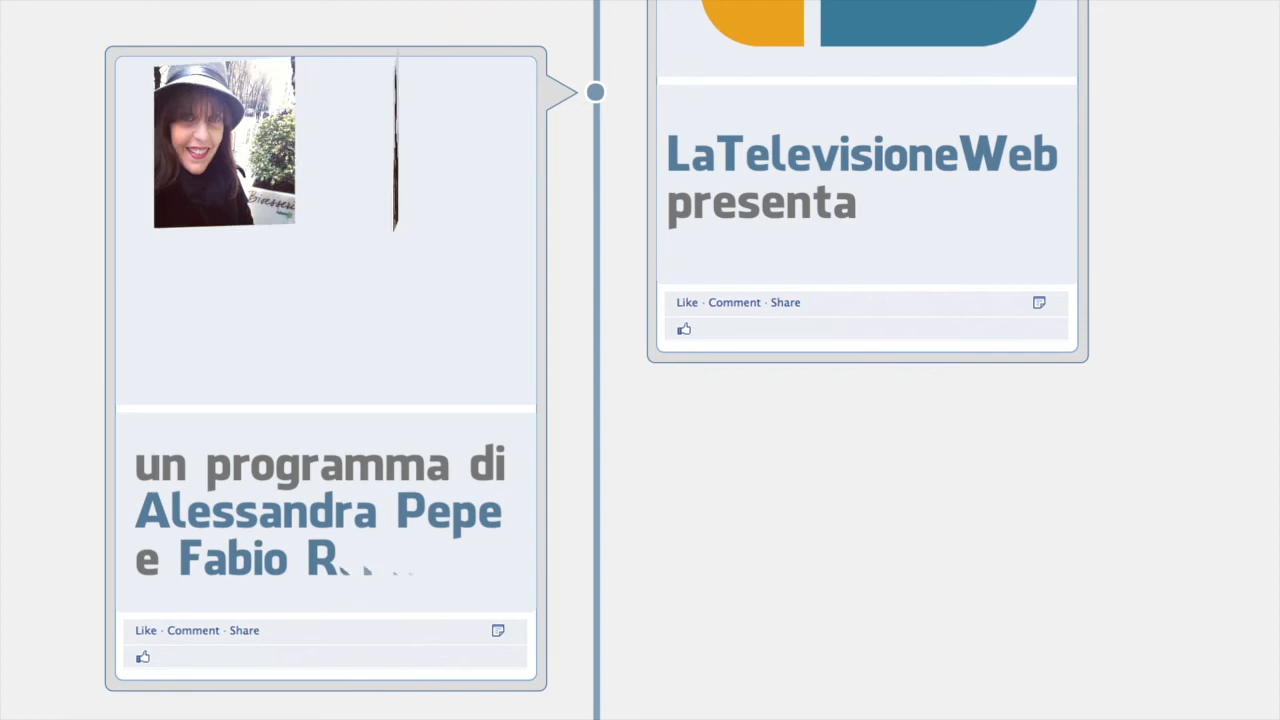 LaTelevisioneWeb
presenta
Like · Comment · Share
un programma di
Alessandra Pepe
e Fabio R
Like · Comment · Share